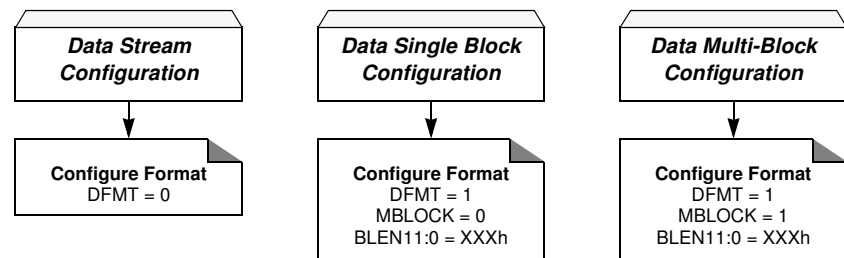 Data Stream
Configuration
Configure Format
DFMT = 0
Data Single Block
Configuration
Configure Format
DFMT = 1
MBLOCK = 0
BLEN11:0 = XXXh
Data Multi-Block
Configuration
Configure Format
DFMT = 1
MBLOCK = 1
BLEN11:0 = XXXh